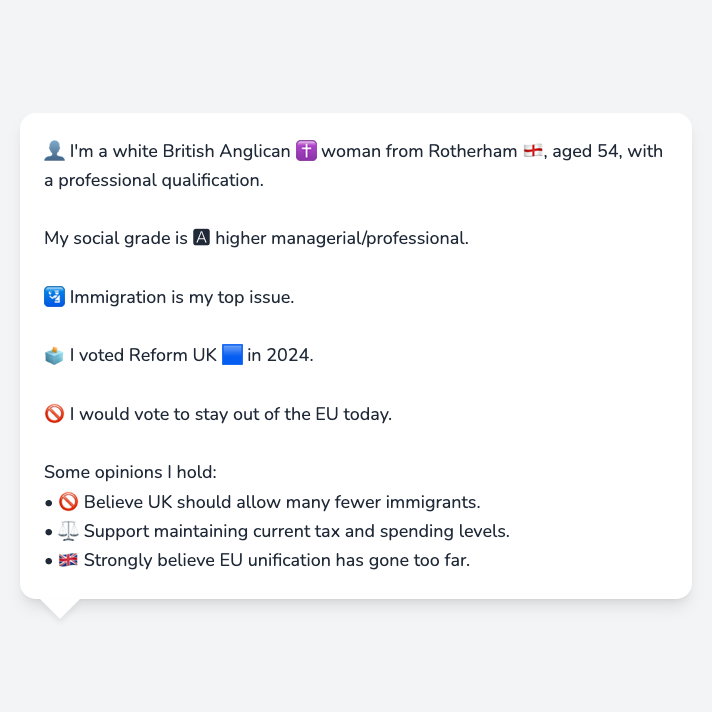 👤 I'm a white British Anglican ✝️ woman from Rotherham 🏴󠁧󠁢󠁥󠁮󠁧󠁿, aged 54, with
a professional qualification.
My social grade is 🅰 higher managerial/professional.
🛂 Immigration is my top issue.
🗳️ I voted Reform UK 🟦 in 2024.
🚫 I would vote to stay out of the EU today.
Some opinions I hold:
• 🚫 Believe UK should allow many fewer immigrants.
• ⚖️ Support maintaining current tax and spending levels.
• 🇬🇧 Strongly believe EU unification has gone too far.